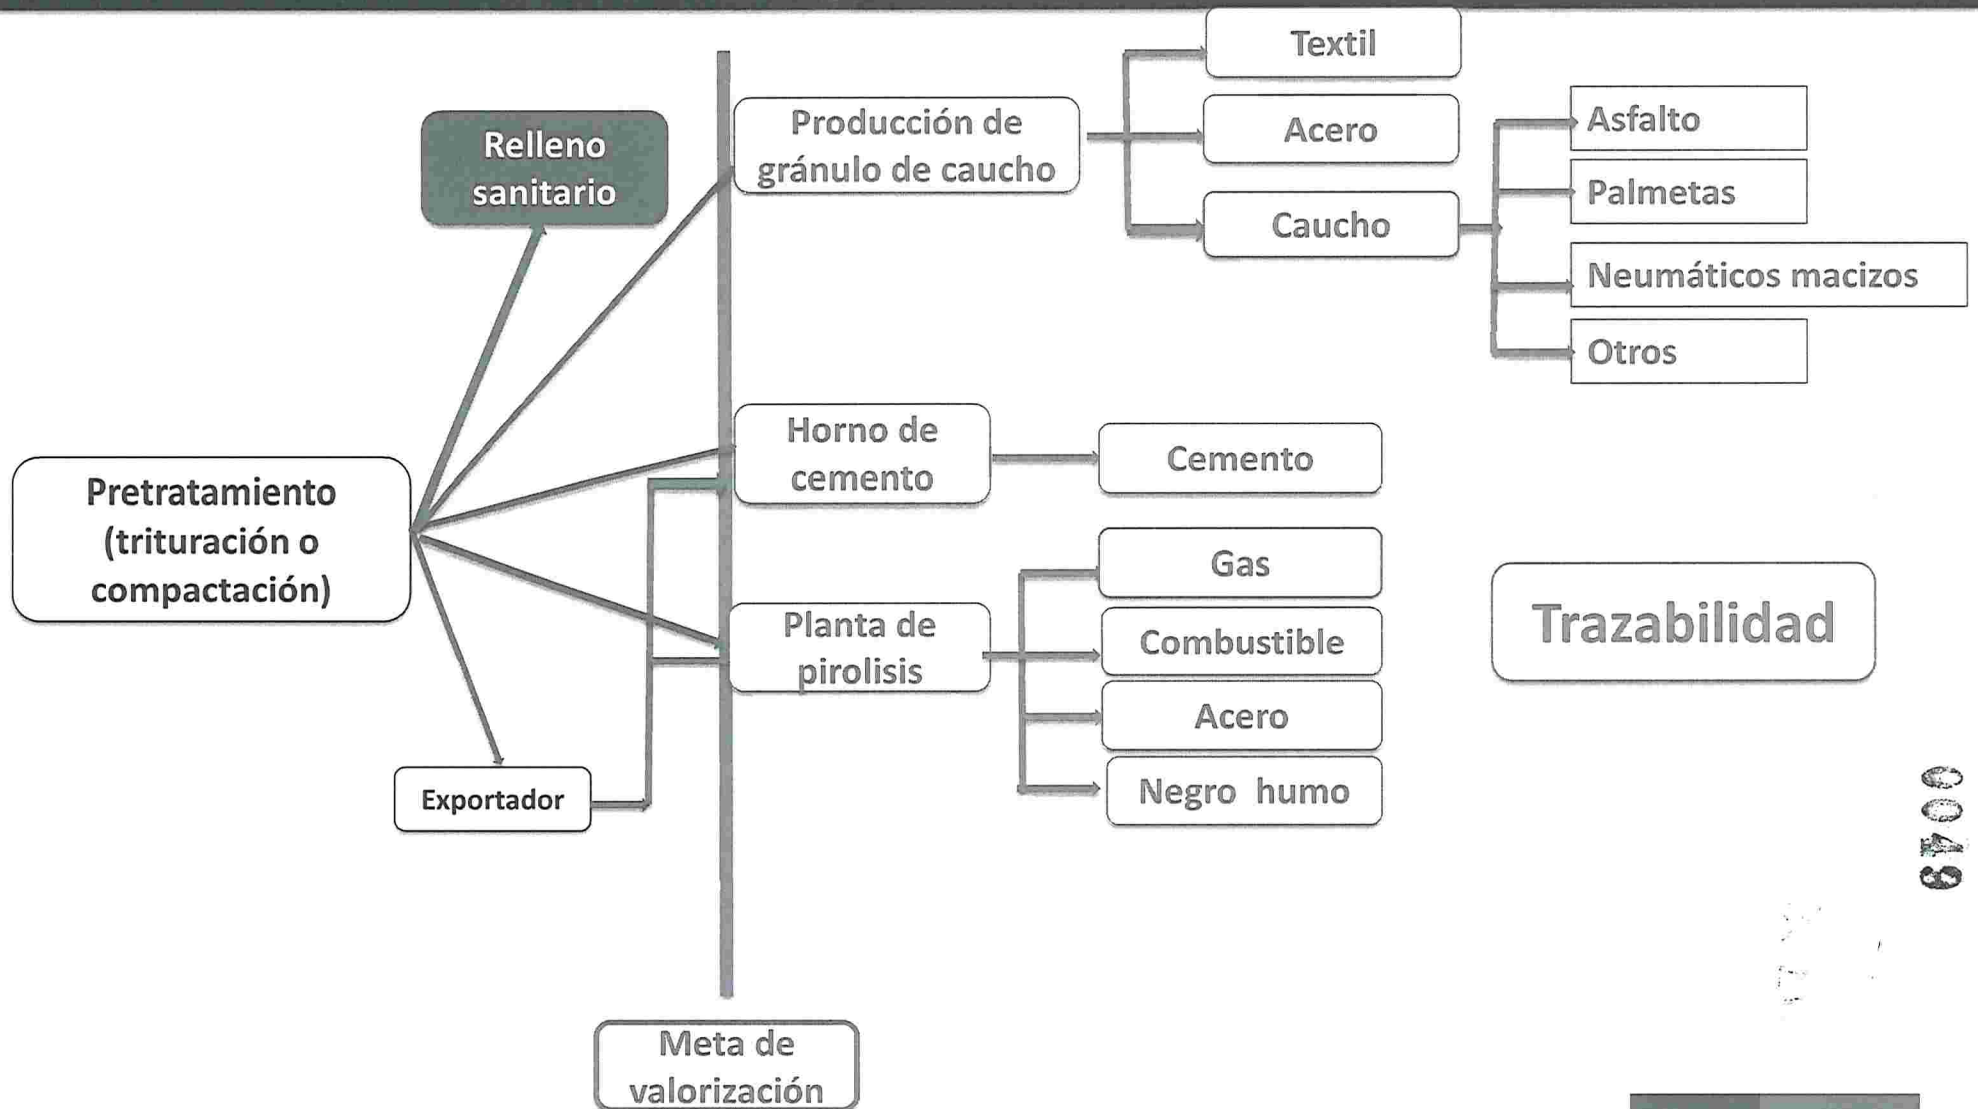 Textil
Relleno
sanitario
Producción de
gránulo de caucho
Acero
Caucho
Asfalto
Palmetas
Neumáticos macizos
Otros
Pretratamiento
(trituración o
compactación)
Horno de
cemento
Cemento
Planta de
pirolisis
Gas
Combustible
Acero
Negro humo
Trazabilidad
Exportador
Meta de
valorización
00049